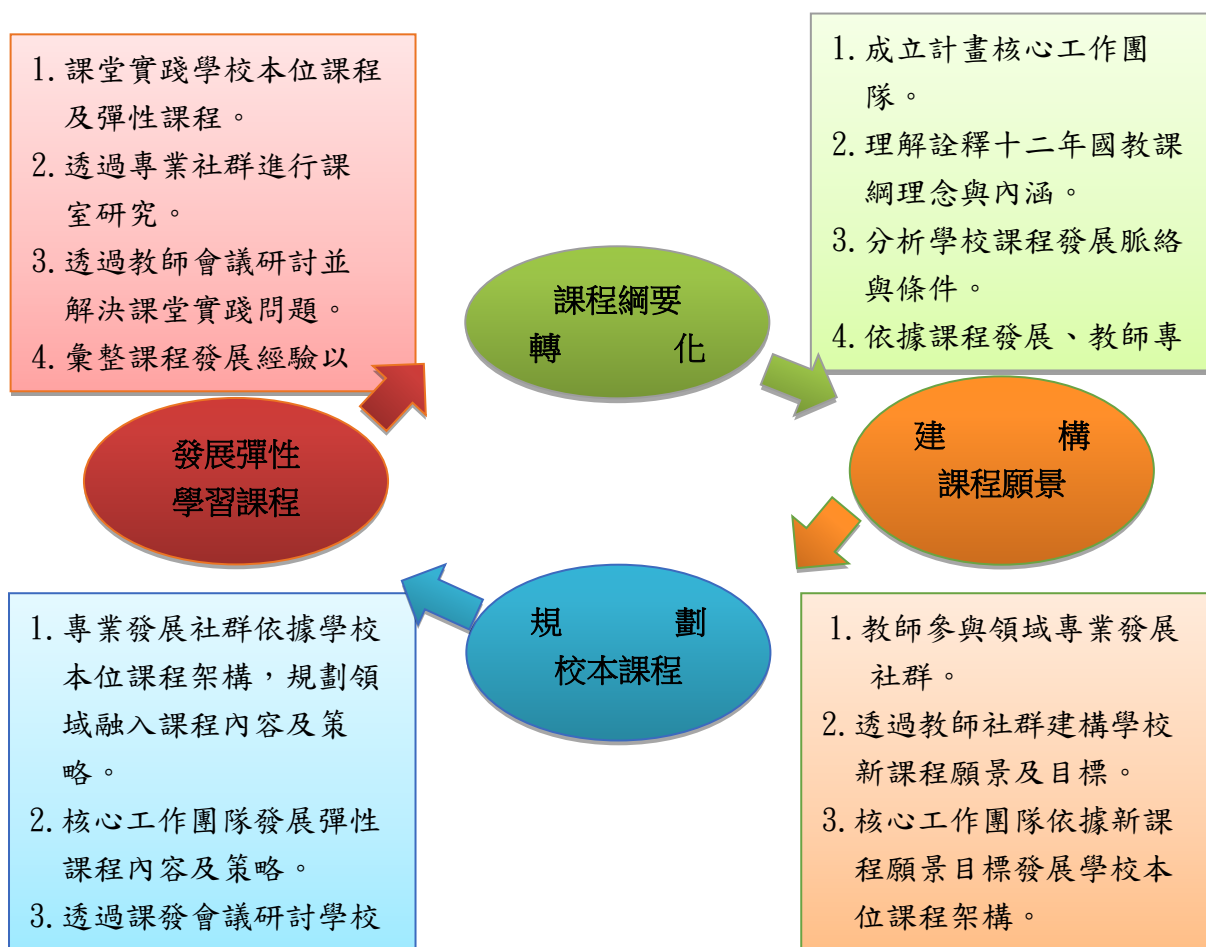 1. 課堂實踐學校本位課程
及彈性課程。
2. 透過專業社群進行課
室研究。
3. 透過教師會議研討並
解決課堂實踐問題。
4. 彙整課程發展經驗以
1. 成立計畫核心工作團
隊。
2. 理解詮釋十二年國教課
綱理念與內涵。
3. 分析學校課程發展脈絡
與條件。
4. 依據課程發展、教師專
課程綱要
轉 化
建 構
課程願景
規 劃
校本課程
發展彈性
學習課程
1. 專業發展社群依據學校
本位課程架構，規劃領
域融入課程內容及策
略。
2. 核心工作團隊發展彈性
課程內容及策略。
3. 透過課發會議研討學校
1. 教師參與領域專業發展
社群。
2. 透過教師社群建構學校
新課程願景及目標。
3. 核心工作團隊依據新課
程願景目標發展學校本
位課程架構。